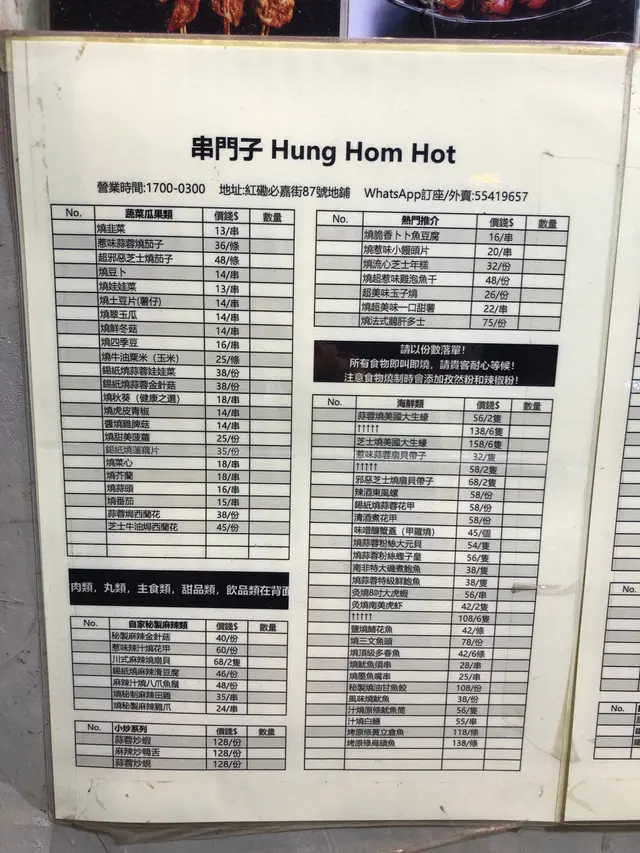 串門子 Hung Hom Hot
營業時間:1700-0300 地址:紅磡必嘉街87號地鋪 WhatsApp訂座/外賣:55419657
No. 蔬菜瓜果類 價錢$ 數量
燒韭菜 13/串
惹味蒜蓉燒茄子 36/條
超邪惡芝士燒茄子 48/條
燒豆卜 14/串
燒娃娃菜 13/串
燒土豆片(薯仔) 14/串
燒翠玉瓜 14/串
燒鮮冬菇 14/串
燒四季豆 16/串
燒牛油粟米（玉米） 25/條
錫紙燒蒜蓉娃娃菜 38/份
錫紙燒蒜蓉金針菇 38/份
燒秋葵（健康之選） 18/串
燒虎皮青椒 14/串
醬燒雞脾菇 14/串
燒甜美菠蘿 25/份
錫紙燒蓮藕片 35/份
燒菜心 18/串
燒芥蘭 18/串
燒蒜頭 16/串
燒番茄 15/串
蒜蓉焗西蘭花 38/份
芝士牛油焗西蘭花 45/份
肉類，丸類，主食類，甜品類，飲品類在背面
No. 自家秘製麻辣類 價錢$ 數量
秘製麻辣金針菇 40/份
惹味辣汁燒花甲 60/份
川式麻辣燒扇貝 68/2隻
錫紙燒麻辣滑豆腐 46/份
麻辣汁燒八爪魚鬚 48/份
燒秘制麻辣田雞 35/串
燒秘製麻辣雞爪 24/串
No. 小炒系列 價錢$ 數量
蒜蓉炒蝦 128/份
麻辣炒鴨舌 128/份
蒜蓉炒蜆 128/份
No. 熱門推介 價錢$ 數量
燒脆香卜卜魚豆腐 16/串
燒惹味小饅頭片 20/串
燒流心芝士年糕 32/份
燒超惹味雞泡魚干 48/份
超美味玉子燒 26/份
燒超美味一口甜薯 22/串
燒法式鵝肝多士 75/份
請以份數落單！
所有食物即叫即燒，請貴客耐心等候！
注意食物燒制時會添加孜然粉和辣椒粉！
No. 海鮮類 價錢$ 數量
蒜蓉燒美國大生蠔 56/2隻
↑↑↑↑↑ 138/6隻
芝士燒美國大生蠔 158/6隻
惹味蒜蓉扇貝帶子 32/隻
↑↑↑↑↑ 58/2隻
邪惡芝士燒扇貝帶子 68/2隻
辣酒東風螺 58/份
錫紙燒蒜蓉花甲 58/份
清酒煮花甲 58/份
味噌釀蟹蓋（甲羅燒） 45/個
燒蒜蓉粉絲大元貝 54/隻
燒蒜蓉粉絲蟶子皇 56/隻
南非特大磯煮鮑魚 38/隻
燒蒜蓉特級鮮鮑魚 38/隻
炙燒8吋大虎蝦 56/串
炙燒南美虎蝦 42/2隻
↑↑↑↑↑ 108/6隻
鹽燒鯖花魚 42/條
燒三文魚頭 78/份
燒頂級多春魚 42/6條
燒魷魚須串 28/串
燒墨魚嘴串 25/串
秘製燒油甘魚鮫 108/份
風味燒魷魚 38/份
汁燒原條魷魚筒 56/隻
汁燒白鱔 55/串
烤原條黃立倉魚 118/條
烤原條烏頭魚 138/條
No.